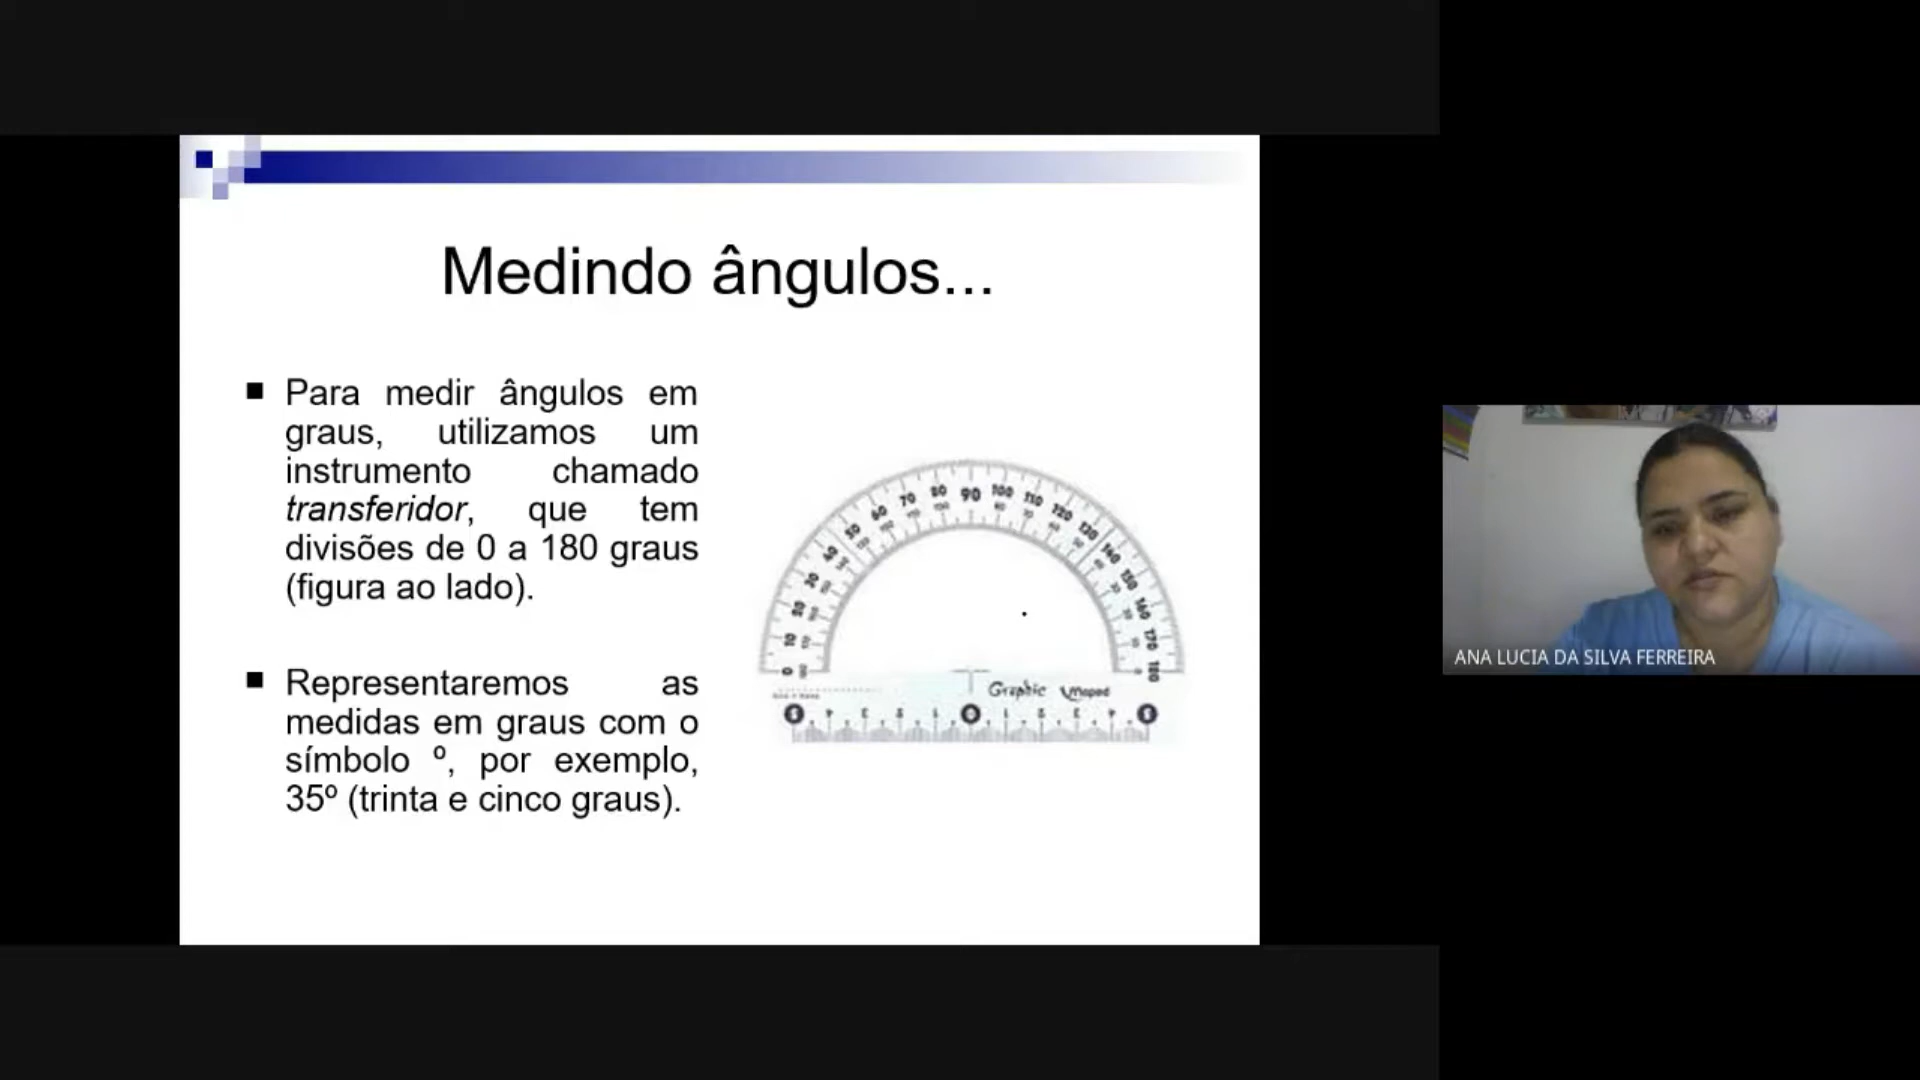 Medindo ângulos...
Para medir ângulos em
graus, utilizamos um
instrumento chamado
transferidor, que tem
divisões de 0 a 180 graus
(figura ao lado).
Representaremos as
medidas em graus com o
símbolo º, por exemplo,
35º (trinta e cinco graus).
0 10 20 30 40 50 60 70 80 90 100 110 120 130 140 150 160 170 180
Graphic Maped
ANA LUCIA DA SILVA FERREIRA